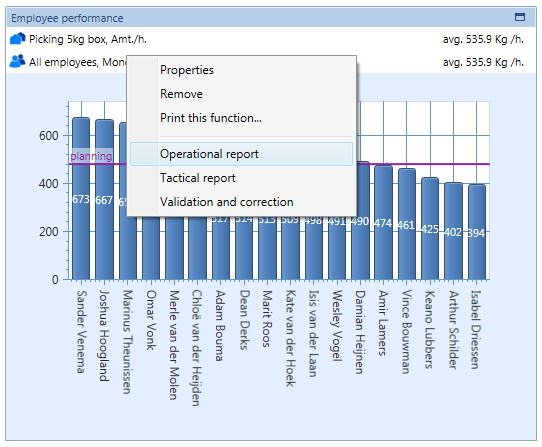 Employee performance
Picking 5kg box, Amt./h. avg. 535.9 Kg /h.
All employees, avg. 535.9 Kg /h.
Properties
Remove
Print this function...
Operational report
Tactical report
Validation and correction
600
400
200
0
planning
673 667 509 498 491 490 474 461 425 402 394
Sander Venema
Joshua Hoogland
Marinus Theunissen
Omar Vonk
Merle van der Molen
Chloë van der Heijden
Adam Bouma
Dean Derks
Marit Roos
Kate van der Hoek
Isis van der Laan
Wesley Vogel
Damian Heijnen
Amir Lamers
Vince Bouwman
Keano Lubbers
Arthur Schilder
Isabel Driessen